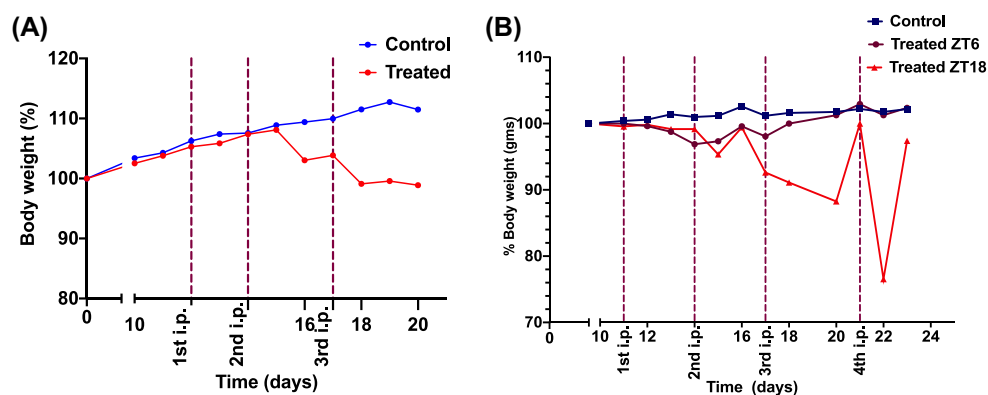 (A)
Control
Treated
Body weight (%)
120
110
100
90
80
0
10
1st i.p.
2nd i.p.
16
3rd i.p.
18
20
Time (days)
(B)
Control
Treated ZT6
Treated ZT18
% Body weight (gms)
110
100
90
80
70
0
10
1st i.p.
12
2nd i.p.
16
3rd i.p.
18
20
4th i.p.
22
24
Time (days)